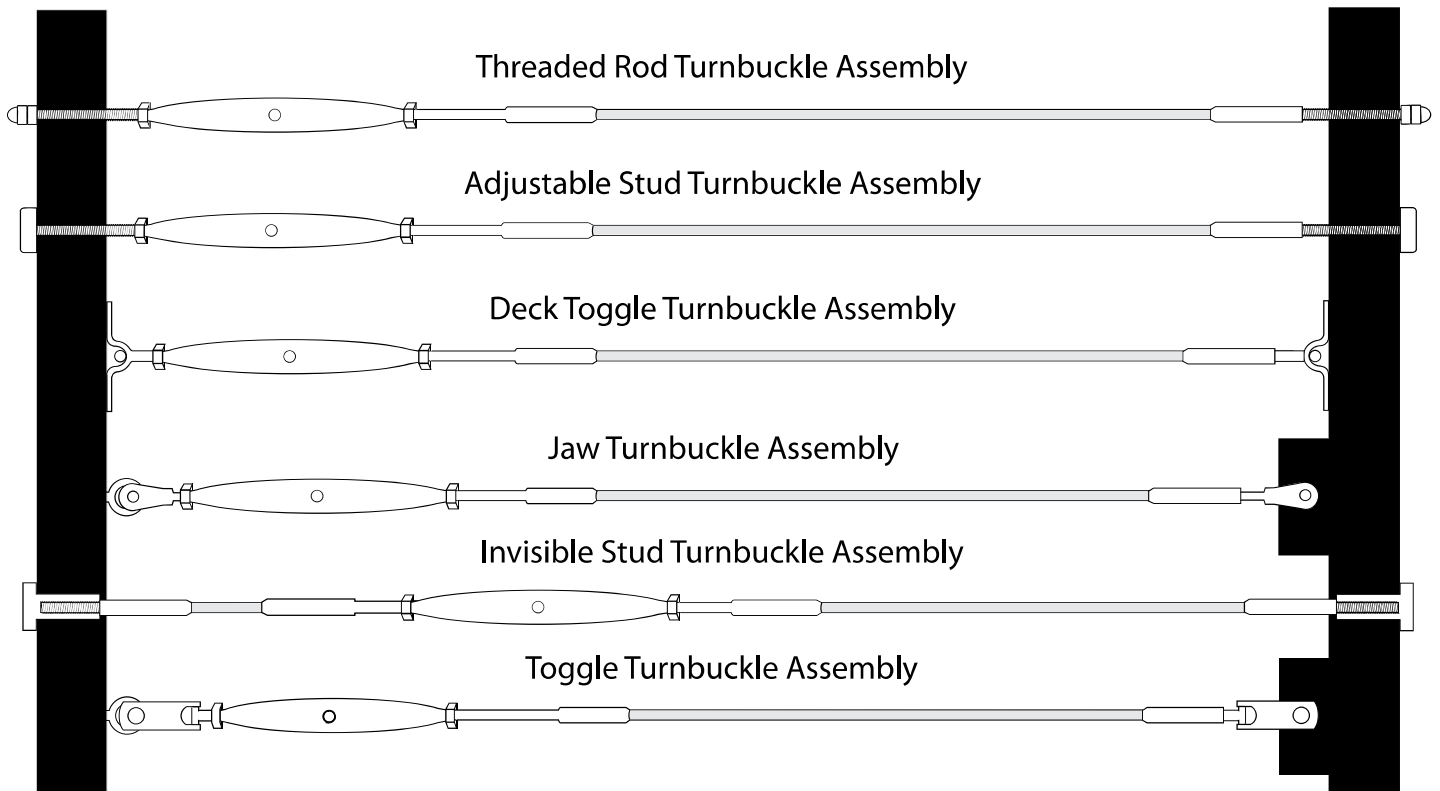 Threaded Rod Turnbuckle Assembly
Adjustable Stud Turnbuckle Assembly
Deck Toggle Turnbuckle Assembly
Jaw Turnbuckle Assembly
Invisible Stud Turnbuckle Assembly
Toggle Turnbuckle Assembly